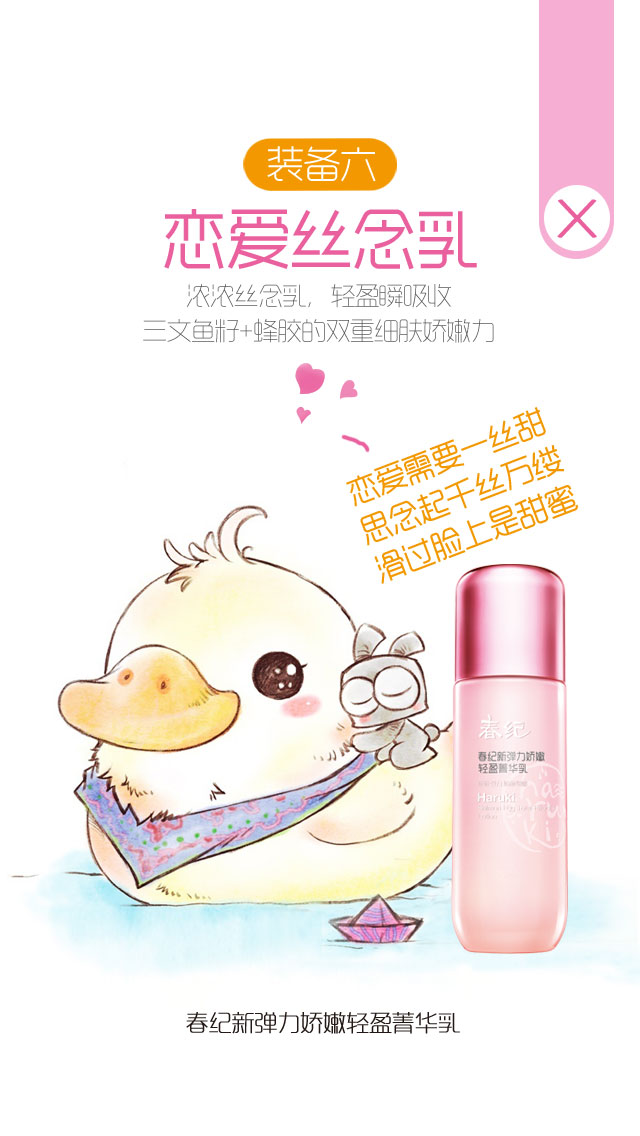 装备六
X
恋爱丝念乳
浓浓丝念乳，轻盈瞬吸收
三文鱼籽+蜂胶的双重细肤娇嫩力
恋爱需要一丝甜
思念起千丝万缕
滑过脸上是甜蜜
春纪
春纪新弹力娇嫩
轻盈菁华乳
Haruki
春纪新弹力娇嫩轻盈菁华乳